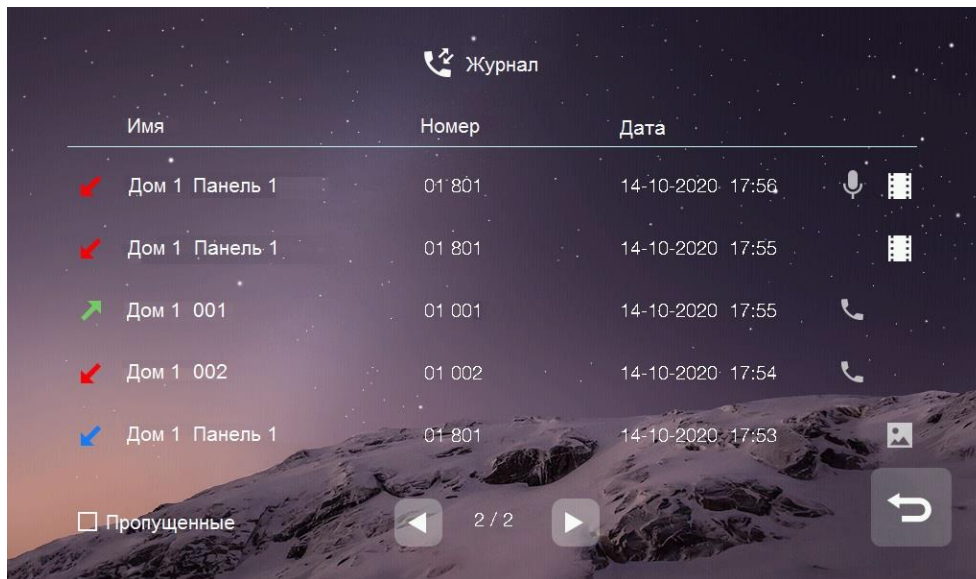 Журнал
Имя Номер Дата
Дом 1 Панель 1 01 801 14-10-2020 17:56
Дом 1 Панель 1 01 801 14-10-2020 17:55
Дом 1 001 01 001 14-10-2020 17:55
Дом 1 002 01 002 14-10-2020 17:54
Дом 1 Панель 1 01 801 14-10-2020 17:53
Пропущенные 2 / 2